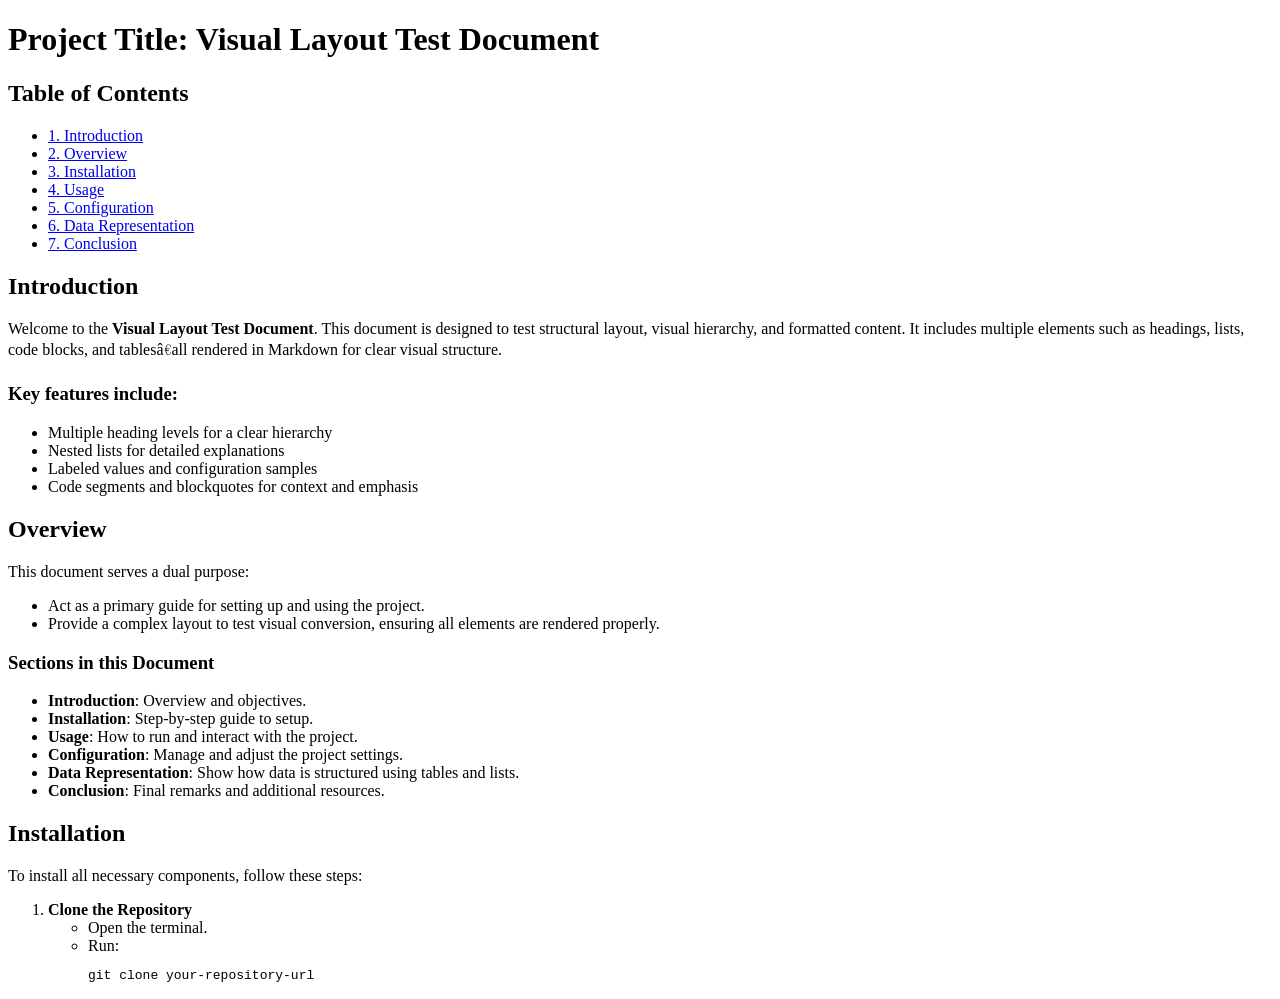 Project Title: Visual Layout Test Document
Table of Contents
1. Introduction
2. Overview
3. Installation
4. Usage
5. Configuration
6. Data Representation
7. Conclusion
Introduction
Welcome to the Visual Layout Test Document. This document is designed to test structural layout, visual hierarchy, and formatted content. It includes multiple elements such as headings, lists,
code blocks, and tablesâ€all rendered in Markdown for clear visual structure.
Key features include:
Multiple heading levels for a clear hierarchy
Nested lists for detailed explanations
Labeled values and configuration samples
Code segments and blockquotes for context and emphasis
Overview
This document serves a dual purpose:
Act as a primary guide for setting up and using the project.
Provide a complex layout to test visual conversion, ensuring all elements are rendered properly.
Sections in this Document
Introduction: Overview and objectives.
Installation: Step-by-step guide to setup.
Usage: How to run and interact with the project.
Configuration: Manage and adjust the project settings.
Data Representation: Show how data is structured using tables and lists.
Conclusion: Final remarks and additional resources.
Installation
To install all necessary components, follow these steps:
1. Clone the Repository
Open the terminal.
Run:
git clone your-repository-url